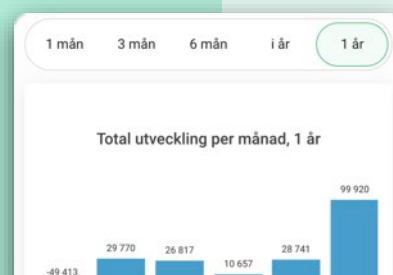 1 mån 3 mån 6 mån i år 1 år
Total utveckling per månad, 1 år
99 920
29 770 26 817 28 741
10 657
-49 413